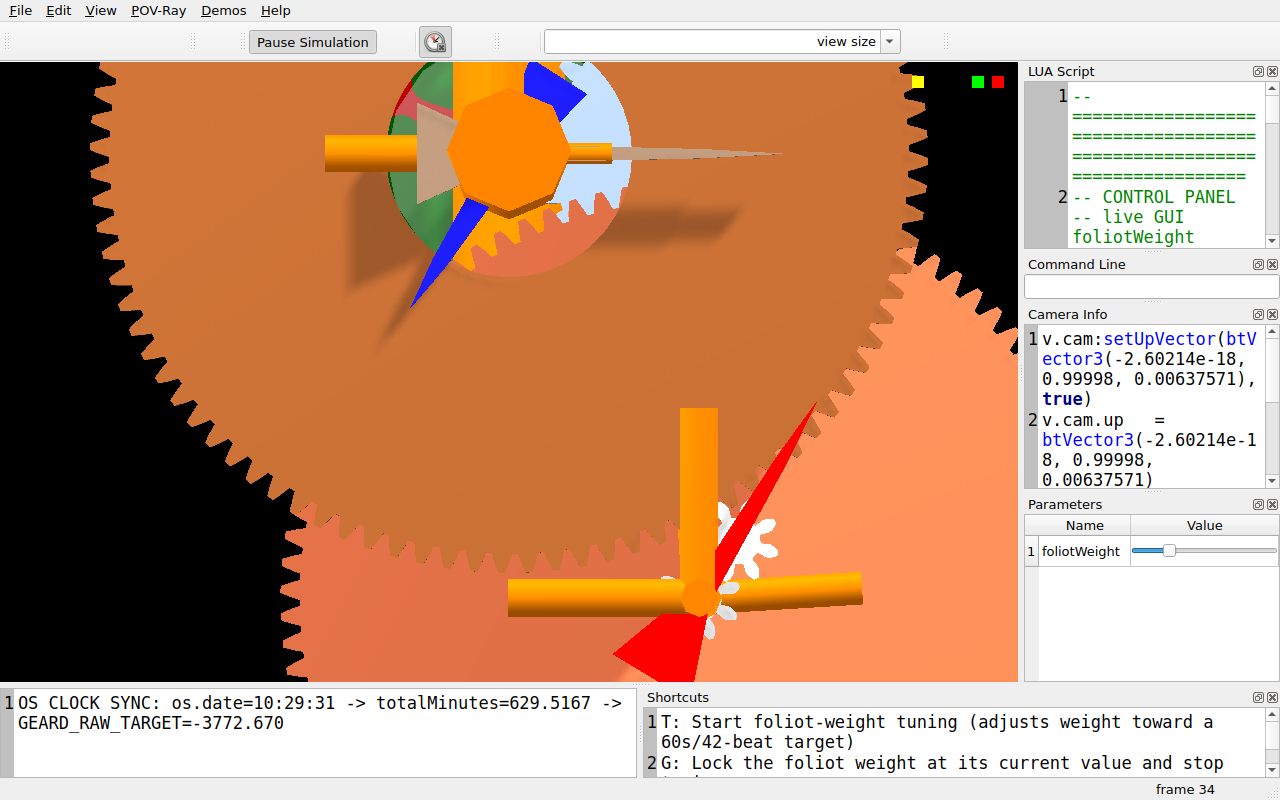 File Edit View POV-Ray Demos Help
Pause Simulation view size
LUA Script
1 --
==================
==================
==================
=================
2 -- CONTROL PANEL
-- live GUI
foliotWeight
Command Line
Camera Info
1 v.cam:setUpVector(btV
ector3(-2.60214e-18,
0.99998, 0.00637571),
true)
2 v.cam.up =
btVector3(-2.60214e-1
8, 0.99998,
0.00637571)
Parameters
Name Value
1 foliotWeight
1 OS CLOCK SYNC: os.date=10:29:31 -> totalMinutes=629.5167 ->
GEARD_RAW_TARGET=-3772.670
Shortcuts
1 T: Start foliot-weight tuning (adjusts weight toward a
60s/42-beat target)
2 G: Lock the foliot weight at its current value and stop
frame 34